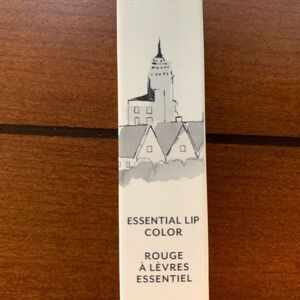 ESSENTIAL LIP
COLOR
ROUGE
À LÈVRES
ESSENTIEL